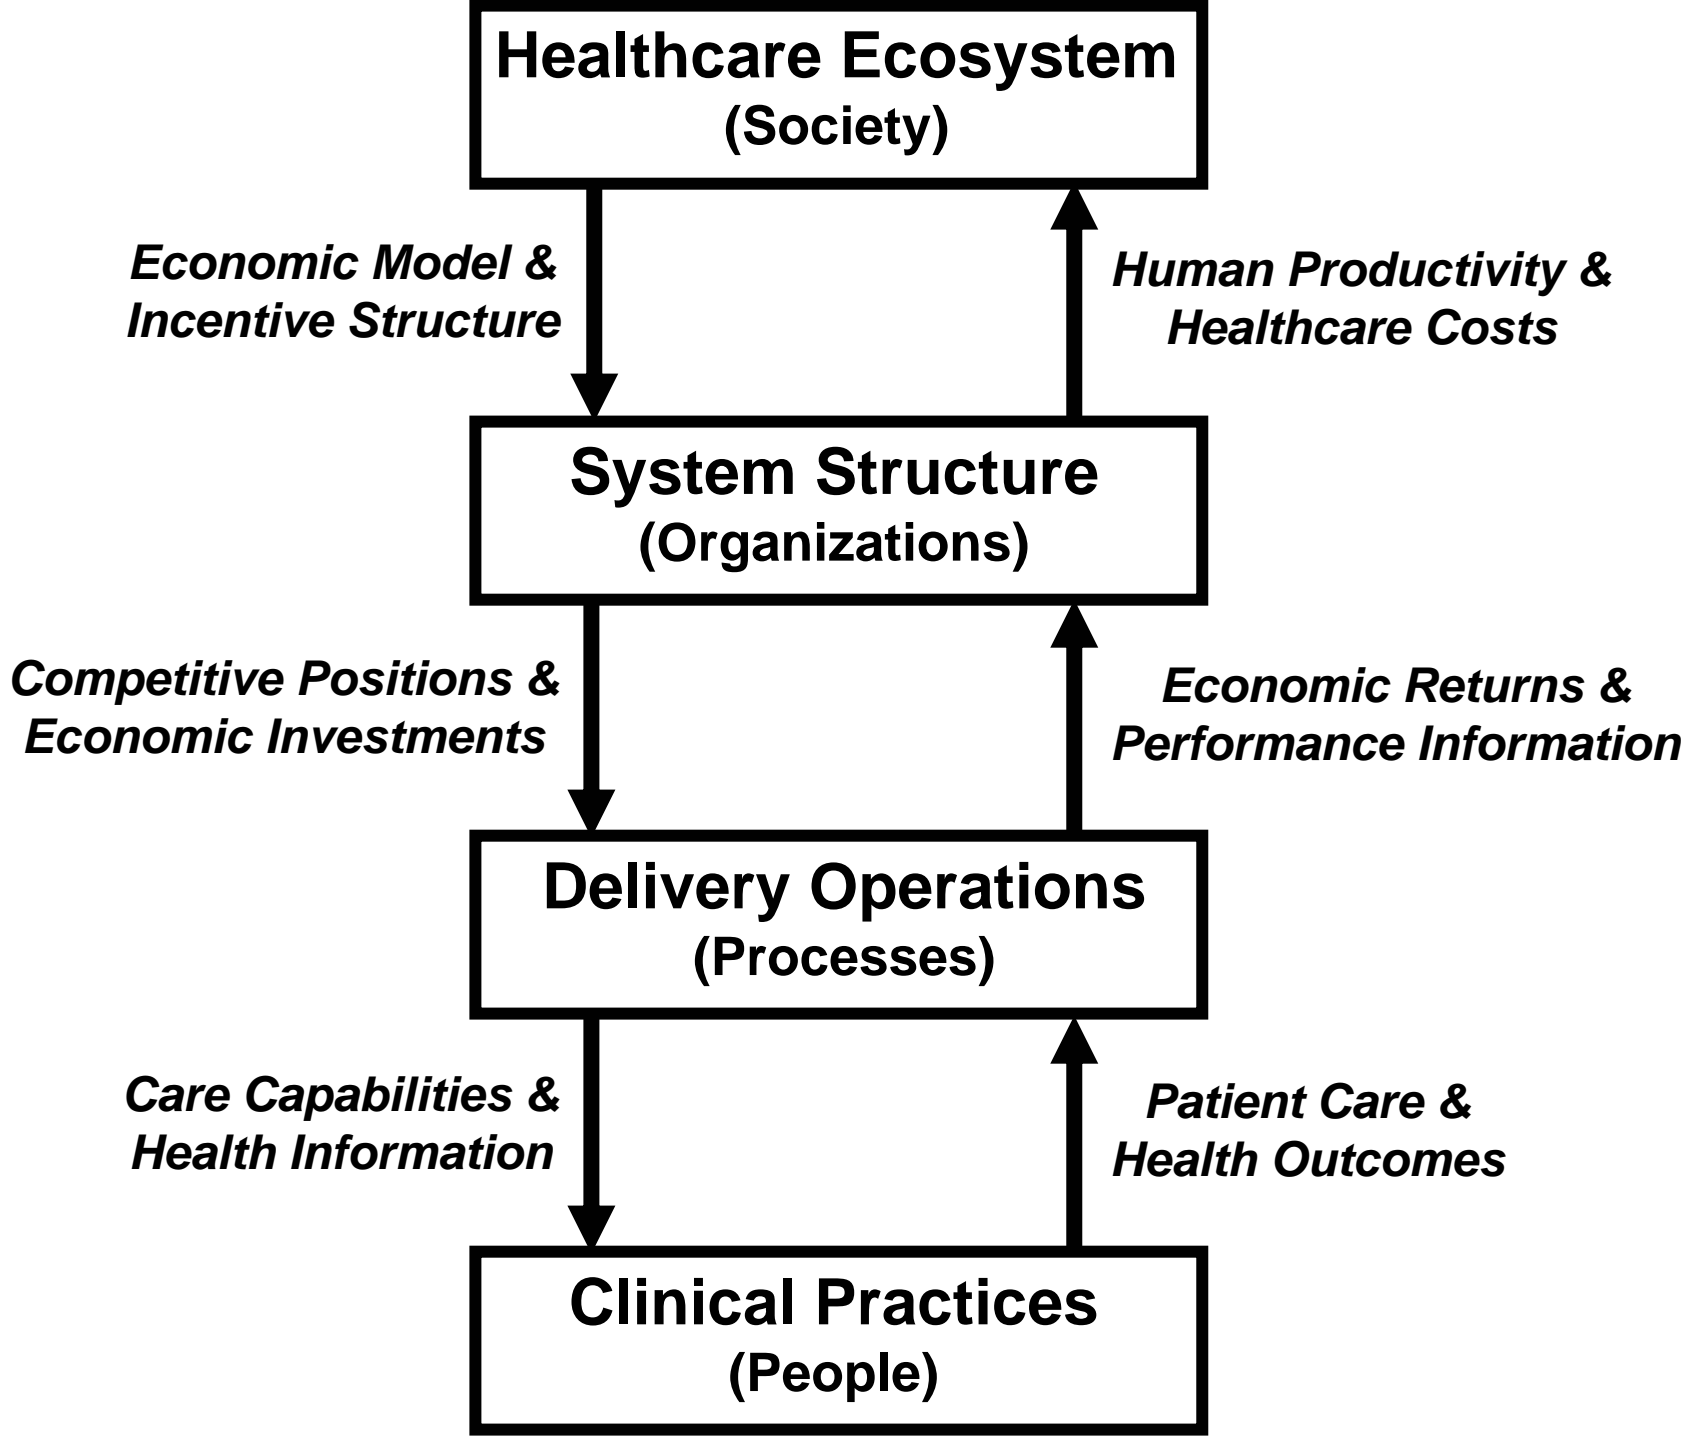 Healthcare Ecosystem
(Society)
Economic Model &
Incentive Structure
Human Productivity &
Healthcare Costs
System Structure
(Organizations)
Competitive Positions &
Economic Investments
Economic Returns &
Performance Information
Delivery Operations
(Processes)
Care Capabilities &
Health Information
Patient Care &
Health Outcomes
Clinical Practices
(People)